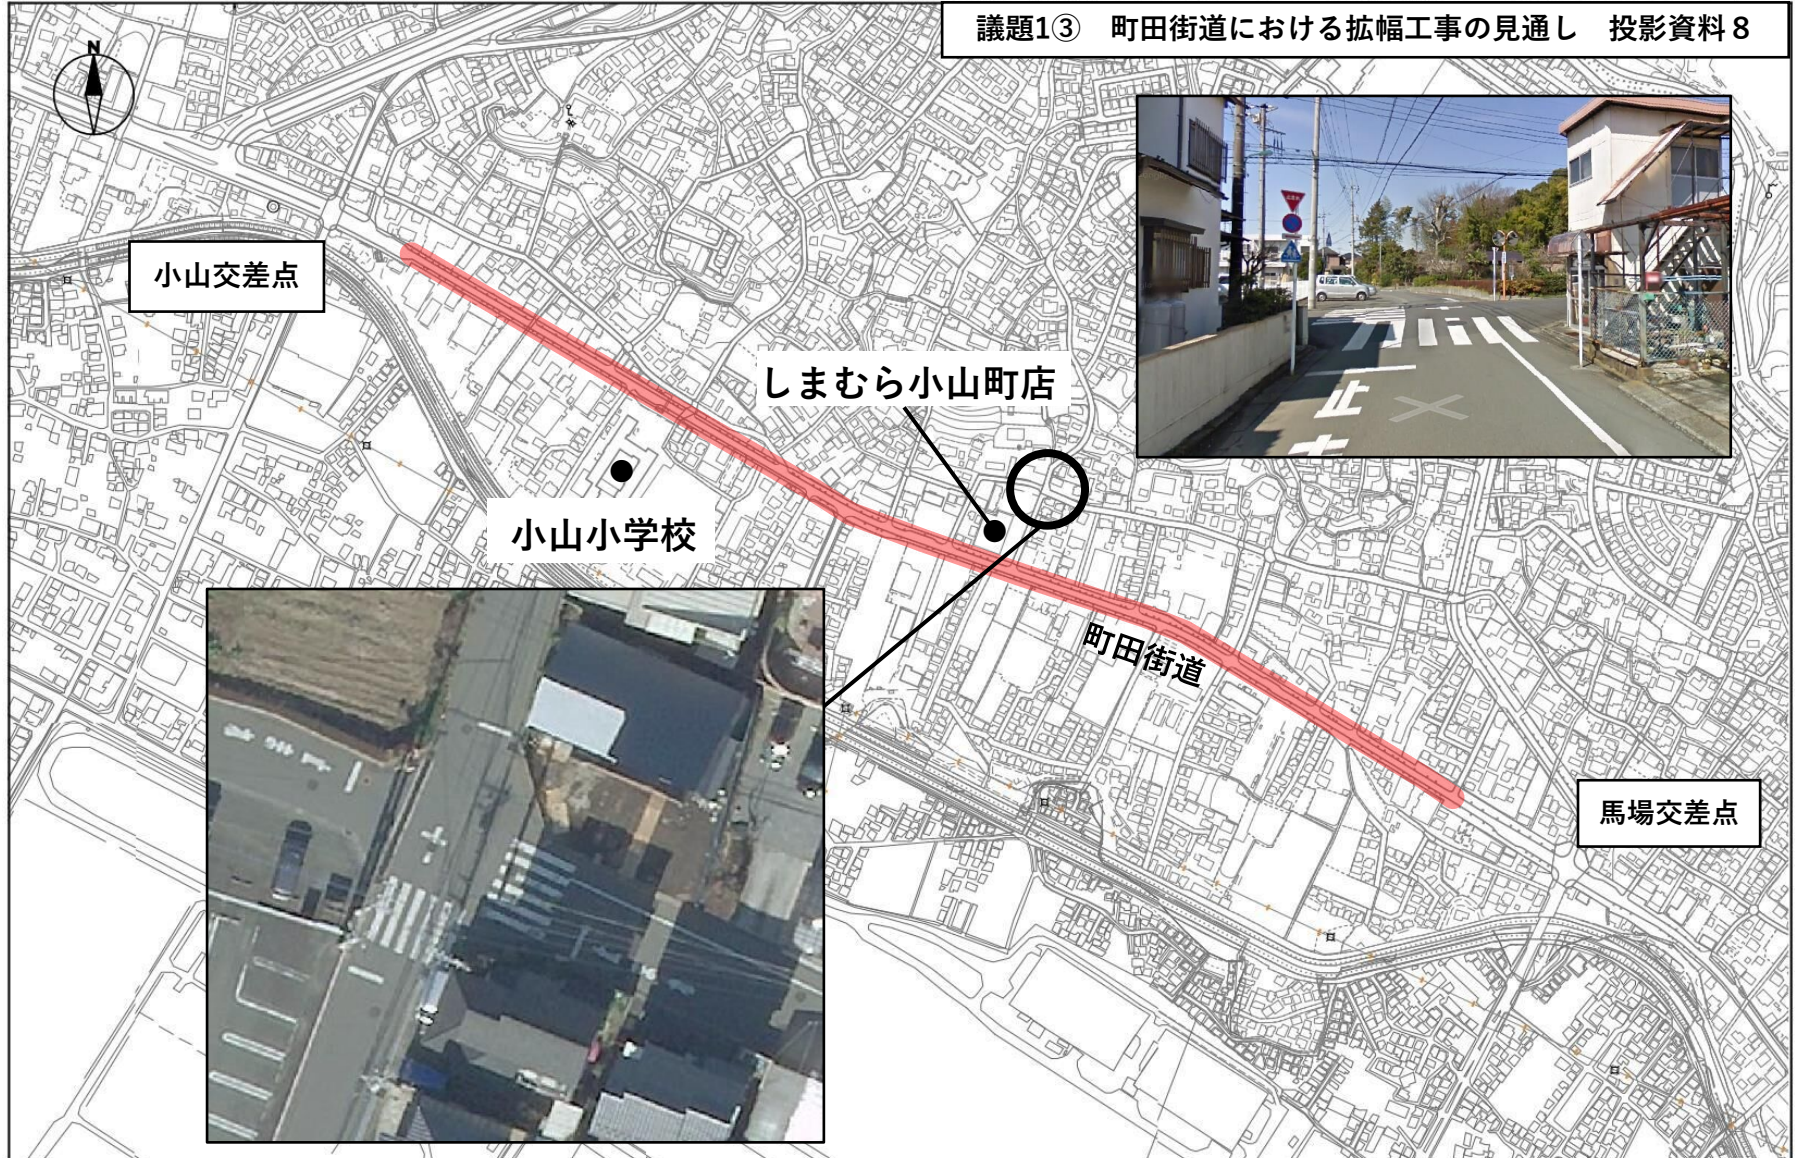 議題1③　町田街道における拡幅工事の見通し　投影資料８
N
小山交差点
しまむら小山町店
小山小学校
町田街道
馬場交差点
止